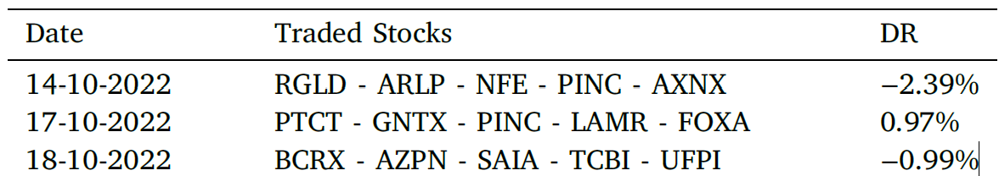 Date Traded Stocks DR
14-10-2022 RGLD - ARLP - NFE - PINC - AXNX −2.39%
17-10-2022 PTCT - GNTX - PINC - LAMR - FOXA 0.97%
18-10-2022 BCRX - AZPN - SAIA - TCBI - UFPI −0.99%